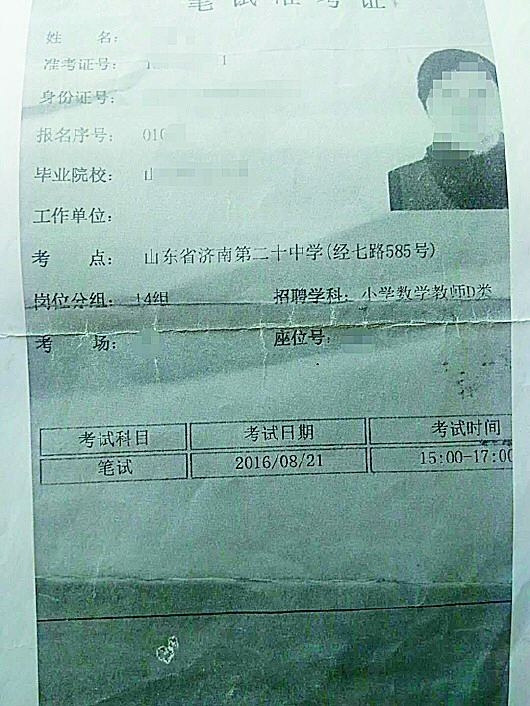 笔试准考证
姓 名:
准考证号: 1 1
身份证号:
报名序号: 010
毕业院校: 山
工作单位:
考 点: 山东省济南第二十中学(经七路585号)
岗位分组: 14组 招聘学科: 小学数学教师D类
考 场: 座位号:
考试科目 考试日期 考试时间
笔试 2016/08/21 15:00-17:00